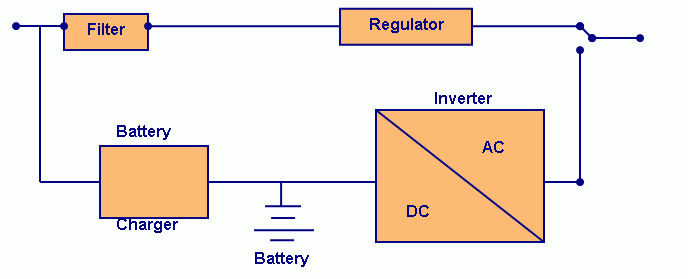 Filter
Regulator
Battery
Charger
Inverter
AC
DC
Battery